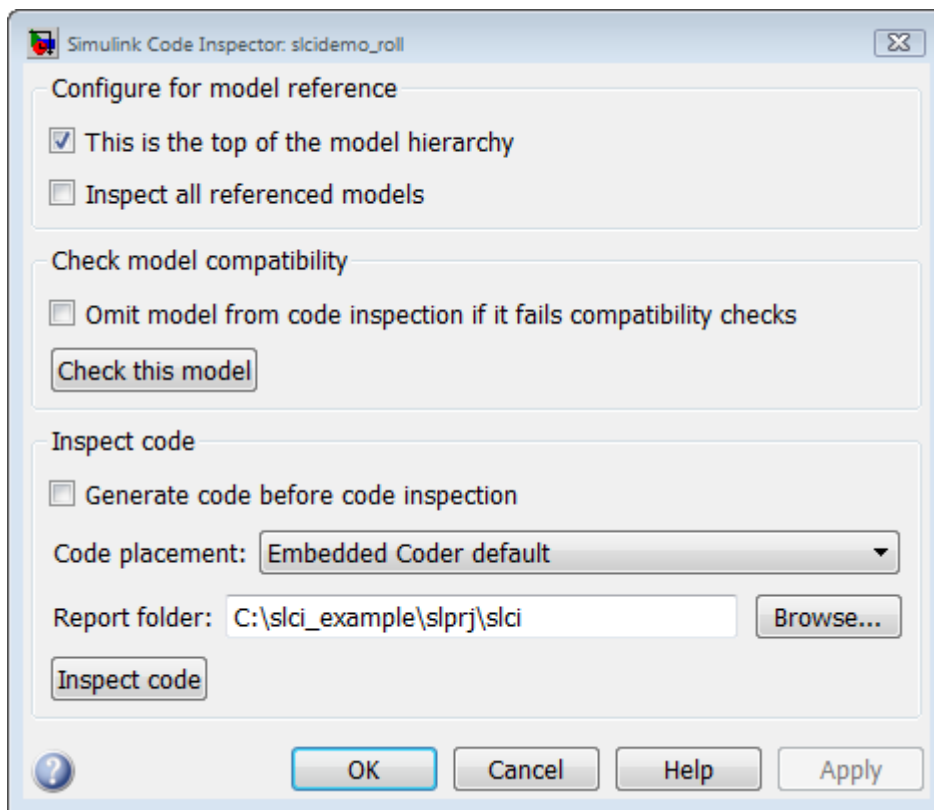 Simulink Code Inspector: slcidemo_roll
Configure for model reference
This is the top of the model hierarchy
Inspect all referenced models
Check model compatibility
Omit model from code inspection if it fails compatibility checks
Check this model
Inspect code
Generate code before code inspection
Code placement: Embedded Coder default
Report folder: C:\slci_example\slprj\slci Browse...
Inspect code
? OK Cancel Help Apply